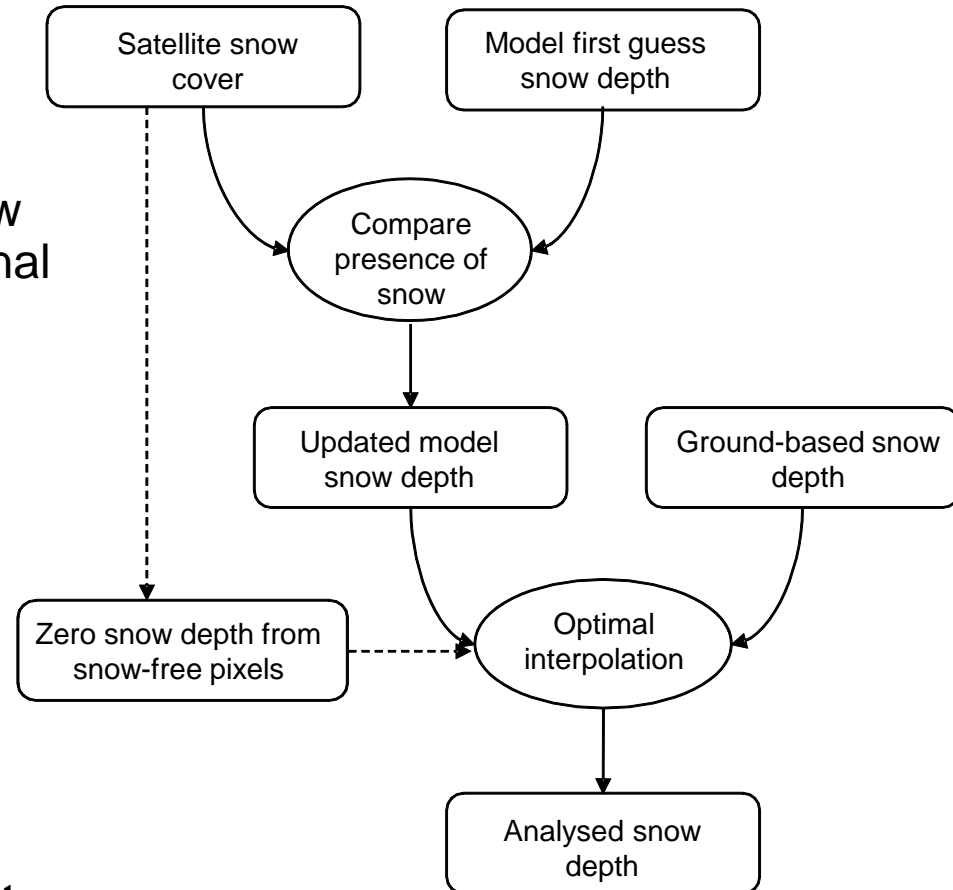 Satellite snow
cover
Model first guess
snow depth
w
nal
Compare
presence of
snow
Updated model
snow depth
Ground-based snow
depth
Zero snow depth from
snow-free pixels
Optimal
interpolation
Analysed snow
depth